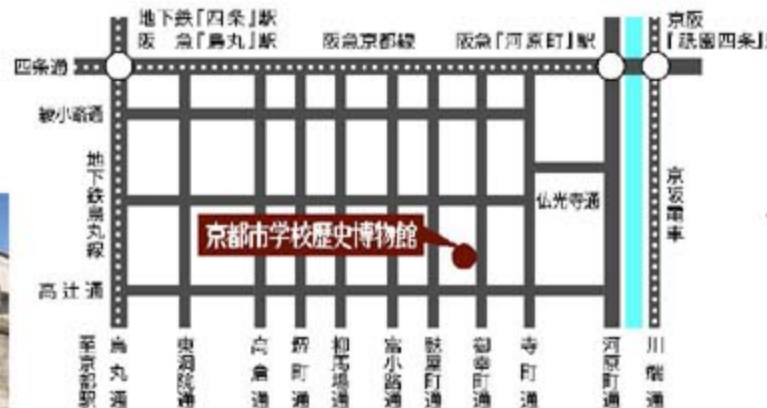 地下鉄「四条」駅
阪 急「烏丸」駅
阪急京都線
阪急「河原町」駅
京阪
「祇園四条」
四条通
綾小路通
地下鉄烏丸線
仏光寺通
京阪電車
京都市学校歴史博物館
高辻通
至京都駅
烏丸通
東洞院通
高倉通
堺町通
柳馬場通
富小路通
麩屋町通
御幸町通
寺町通
河原町通
川端通